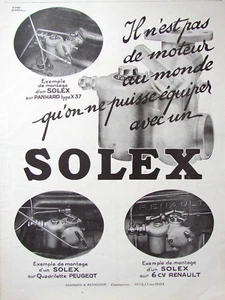 Il n'est pas
de moteur
au monde
qu'on ne puisse équiper
avec un
SOLEX
Exemple
de montage
d'un SOLEX
sur PANHARD type X37
Exemple de montage
d'un SOLEX
sur Quadrilette PEUGEOT
RENAULT
Exemple de montage
d'un SOLEX
sur 6 CV RENAULT